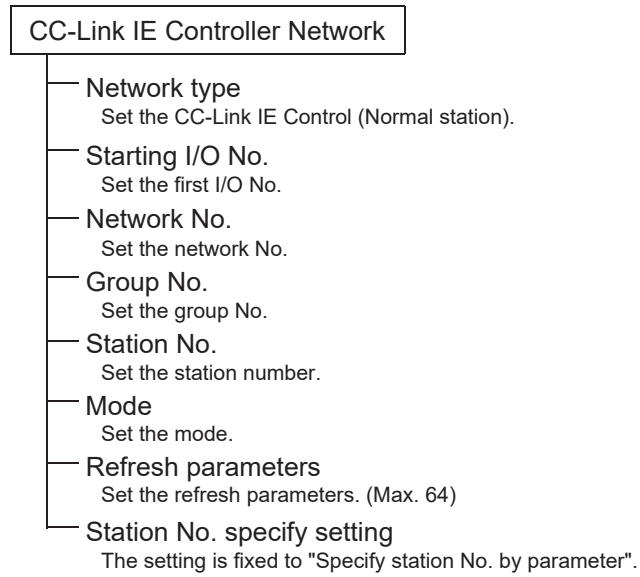 CC-Link IE Controller Network
Network type
Set the CC-Link IE Control (Normal station).
Starting I/O No.
Set the first I/O No.
Network No.
Set the network No.
Group No.
Set the group No.
Station No.
Set the station number.
Mode
Set the mode.
Refresh parameters
Set the refresh parameters. (Max. 64)
Station No. specify setting
The setting is fixed to "Specify station No. by parameter".